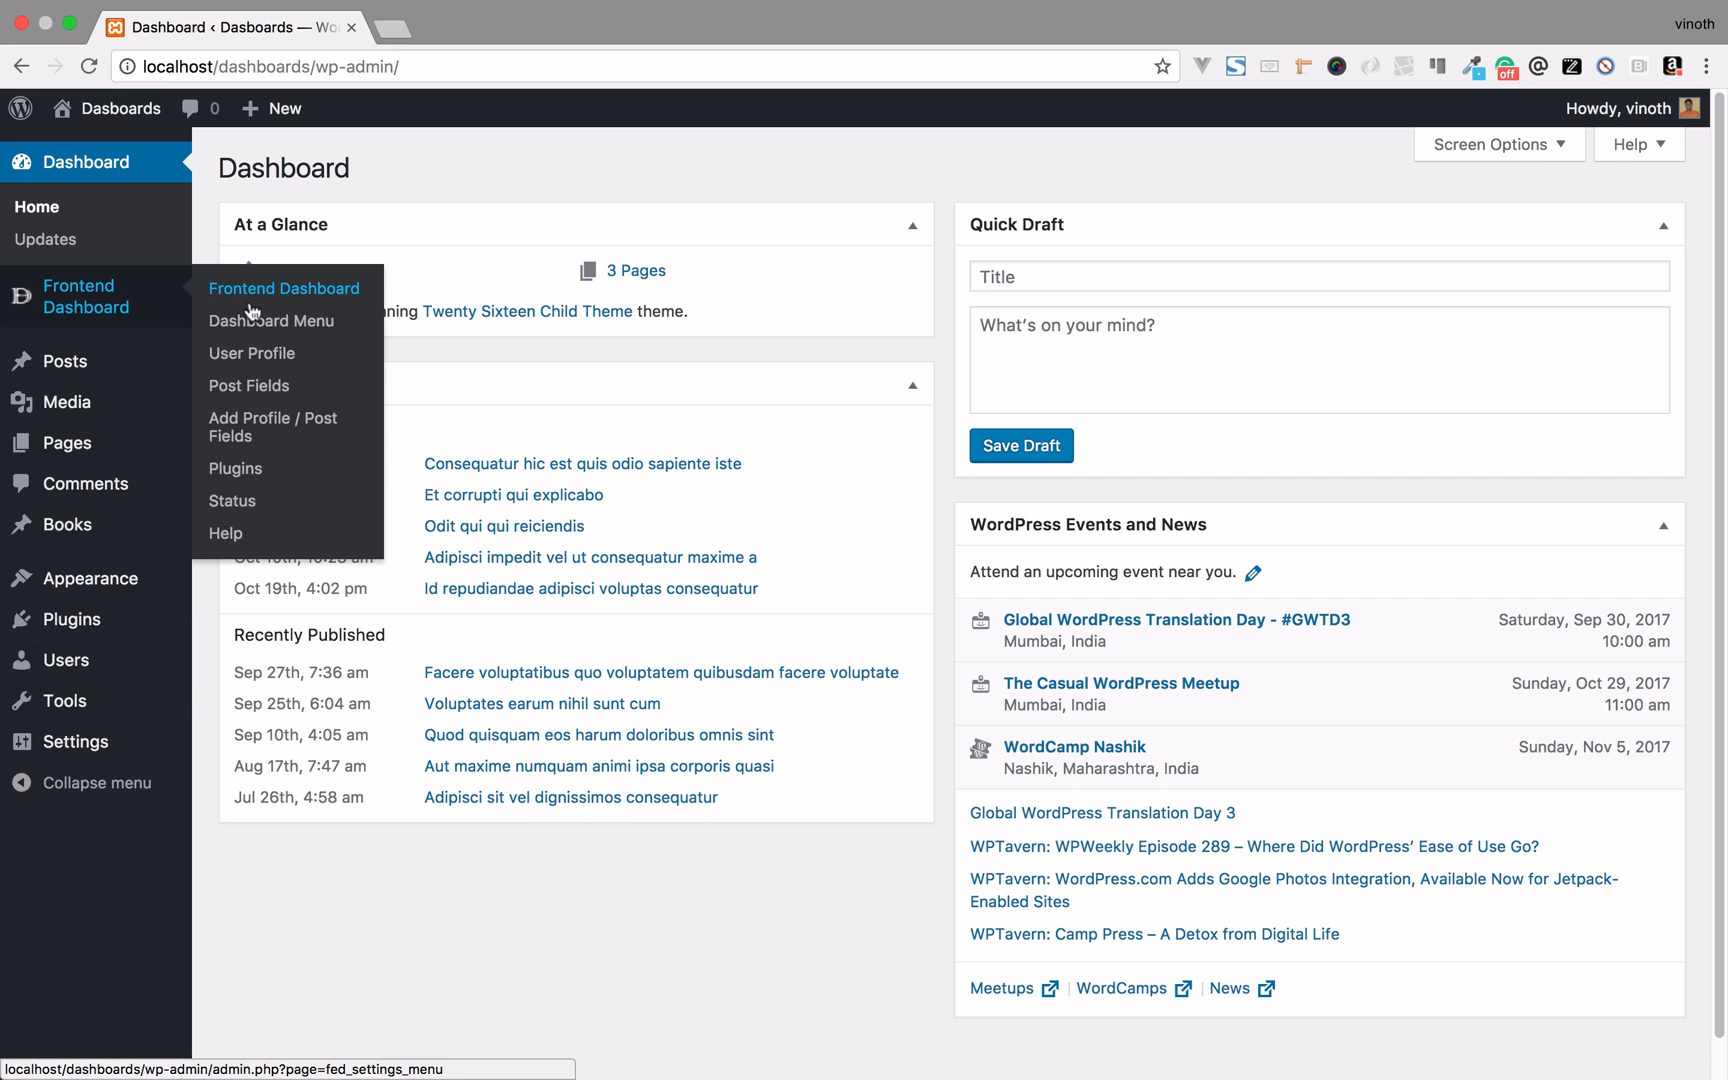 Dashboard ‹ Dasboards — Wo
vinoth
localhost/dashboards/wp-admin/
off
Dasboards
0
New
Howdy, vinoth
Dashboard
Home
Updates
Frontend
Dashboard
Posts
Media
Pages
Comments
Books
Appearance
Plugins
Users
Tools
Settings
Collapse menu
Frontend Dashboard
Dashboard Menu
User Profile
Post Fields
Add Profile / Post
Fields
Plugins
Status
Help
Dashboard
Screen Options
Help
At a Glance
3 Pages
Twenty Sixteen Child Theme theme.
Consequatur hic est quis odio sapiente iste
Et corrupti qui explicabo
Odit qui qui reiciendis
Adipisci impedit vel ut consequatur maxime a
Oct 19th, 4:02 pm Id repudiandae adipisci voluptas consequatur
Recently Published
Sep 27th, 7:36 am Facere voluptatibus quo voluptatem quibusdam facere voluptate
Sep 25th, 6:04 am Voluptates earum nihil sunt cum
Sep 10th, 4:05 am Quod quisquam eos harum doloribus omnis sint
Aug 17th, 7:47 am Aut maxime numquam animi ipsa corporis quasi
Jul 26th, 4:58 am Adipisci sit vel dignissimos consequatur
Quick Draft
Title
What's on your mind?
Save Draft
WordPress Events and News
Attend an upcoming event near you.
Global WordPress Translation Day - #GWTD3 Saturday, Sep 30, 2017
Mumbai, India 10:00 am
The Casual WordPress Meetup Sunday, Oct 29, 2017
Mumbai, India 11:00 am
WordCamp Nashik Sunday, Nov 5, 2017
Nashik, Maharashtra, India
Global WordPress Translation Day 3
WPTavern: WPWeekly Episode 289 – Where Did WordPress' Ease of Use Go?
WPTavern: WordPress.com Adds Google Photos Integration, Available Now for Jetpack-
Enabled Sites
WPTavern: Camp Press – A Detox from Digital Life
Meetups | WordCamps | News
localhost/dashboards/wp-admin/admin.php?page=fed_settings_menu